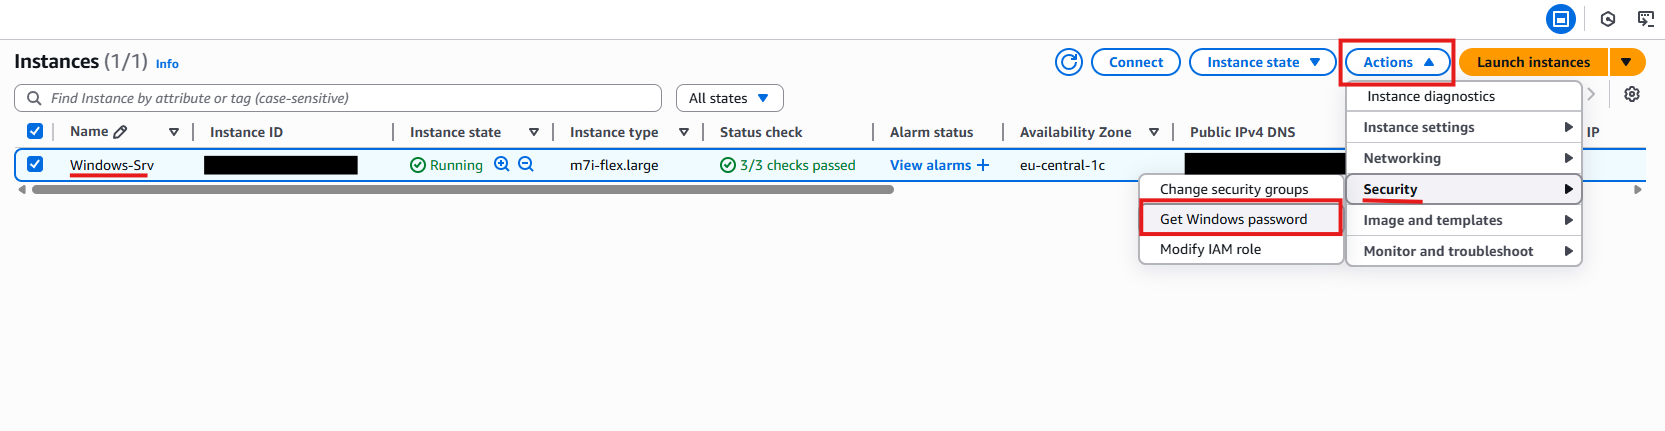 Instances (1/1) Info
Connect
Instance state
Actions
Launch instances
Find Instance by attribute or tag (case-sensitive)
All states
Instance diagnostics
Name Instance ID Instance state Instance type Status check Alarm status Availability Zone Public IPv4 DNS IP
Instance settings
Networking
Windows-Srv Running m7i-flex.large 3/3 checks passed View alarms + eu-central-1c
Change security groups
Security
Get Windows password
Image and templates
Modify IAM role
Monitor and troubleshoot